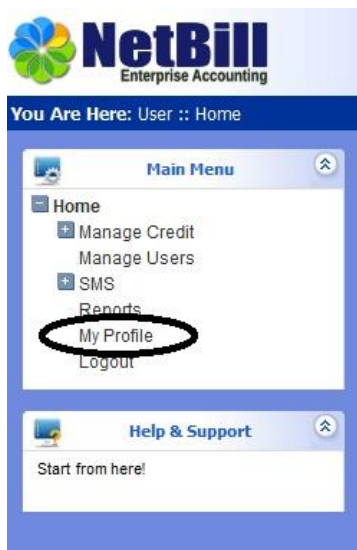 NetBill
Enterprise Accounting
You Are Here: User :: Home
Main Menu
Home
Manage Credit
Manage Users
SMS
Reports
My Profile
Logout
Help & Support
Start from here!